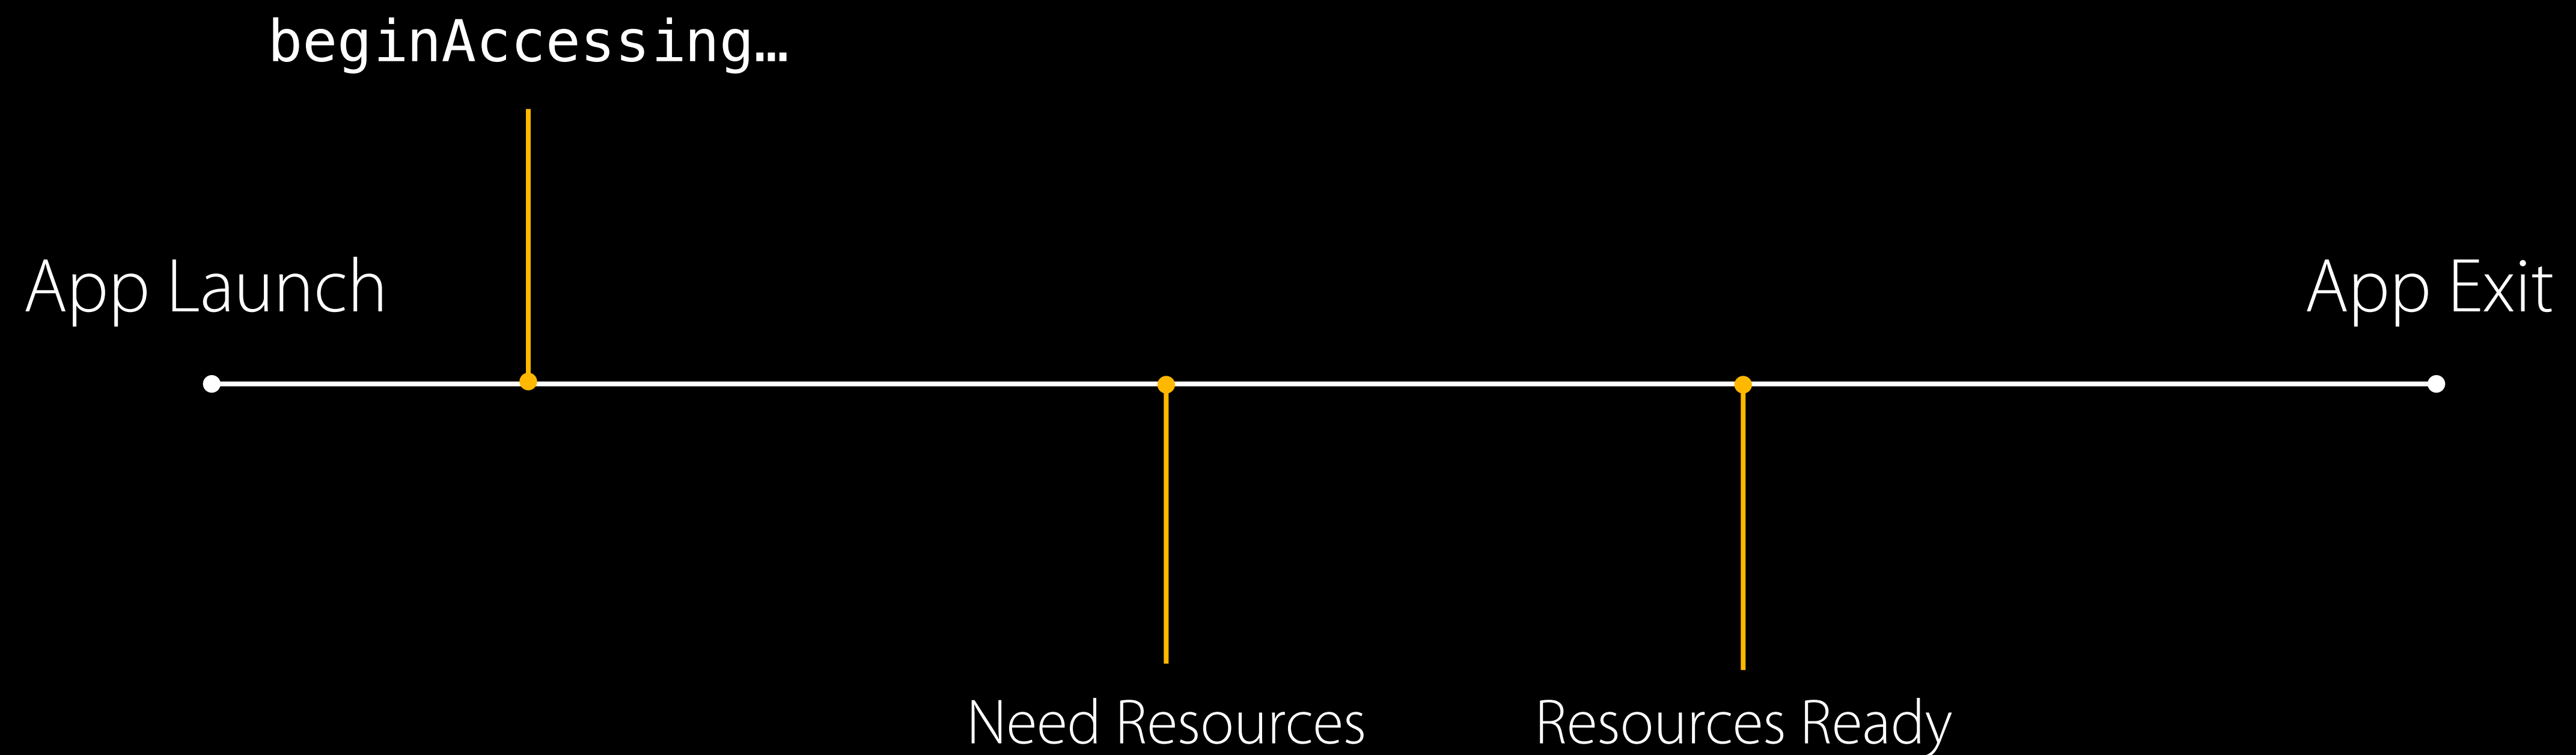 beginAccessing…
App Launch
App Exit
Need Resources
Resources Ready